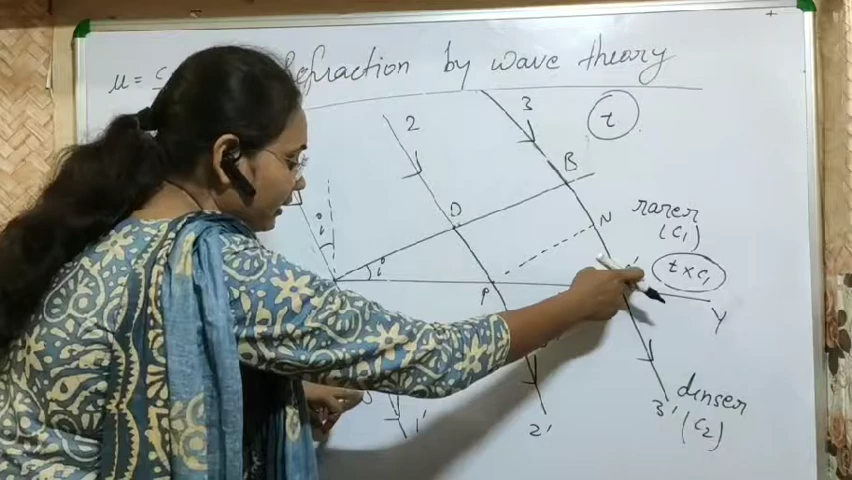 μ = Refraction by wave theory
2
3
t
B
D
rarer
N
(c₁)
i
i
t×c₁
P
Y
denser
1'
2'
3'
(c₂)